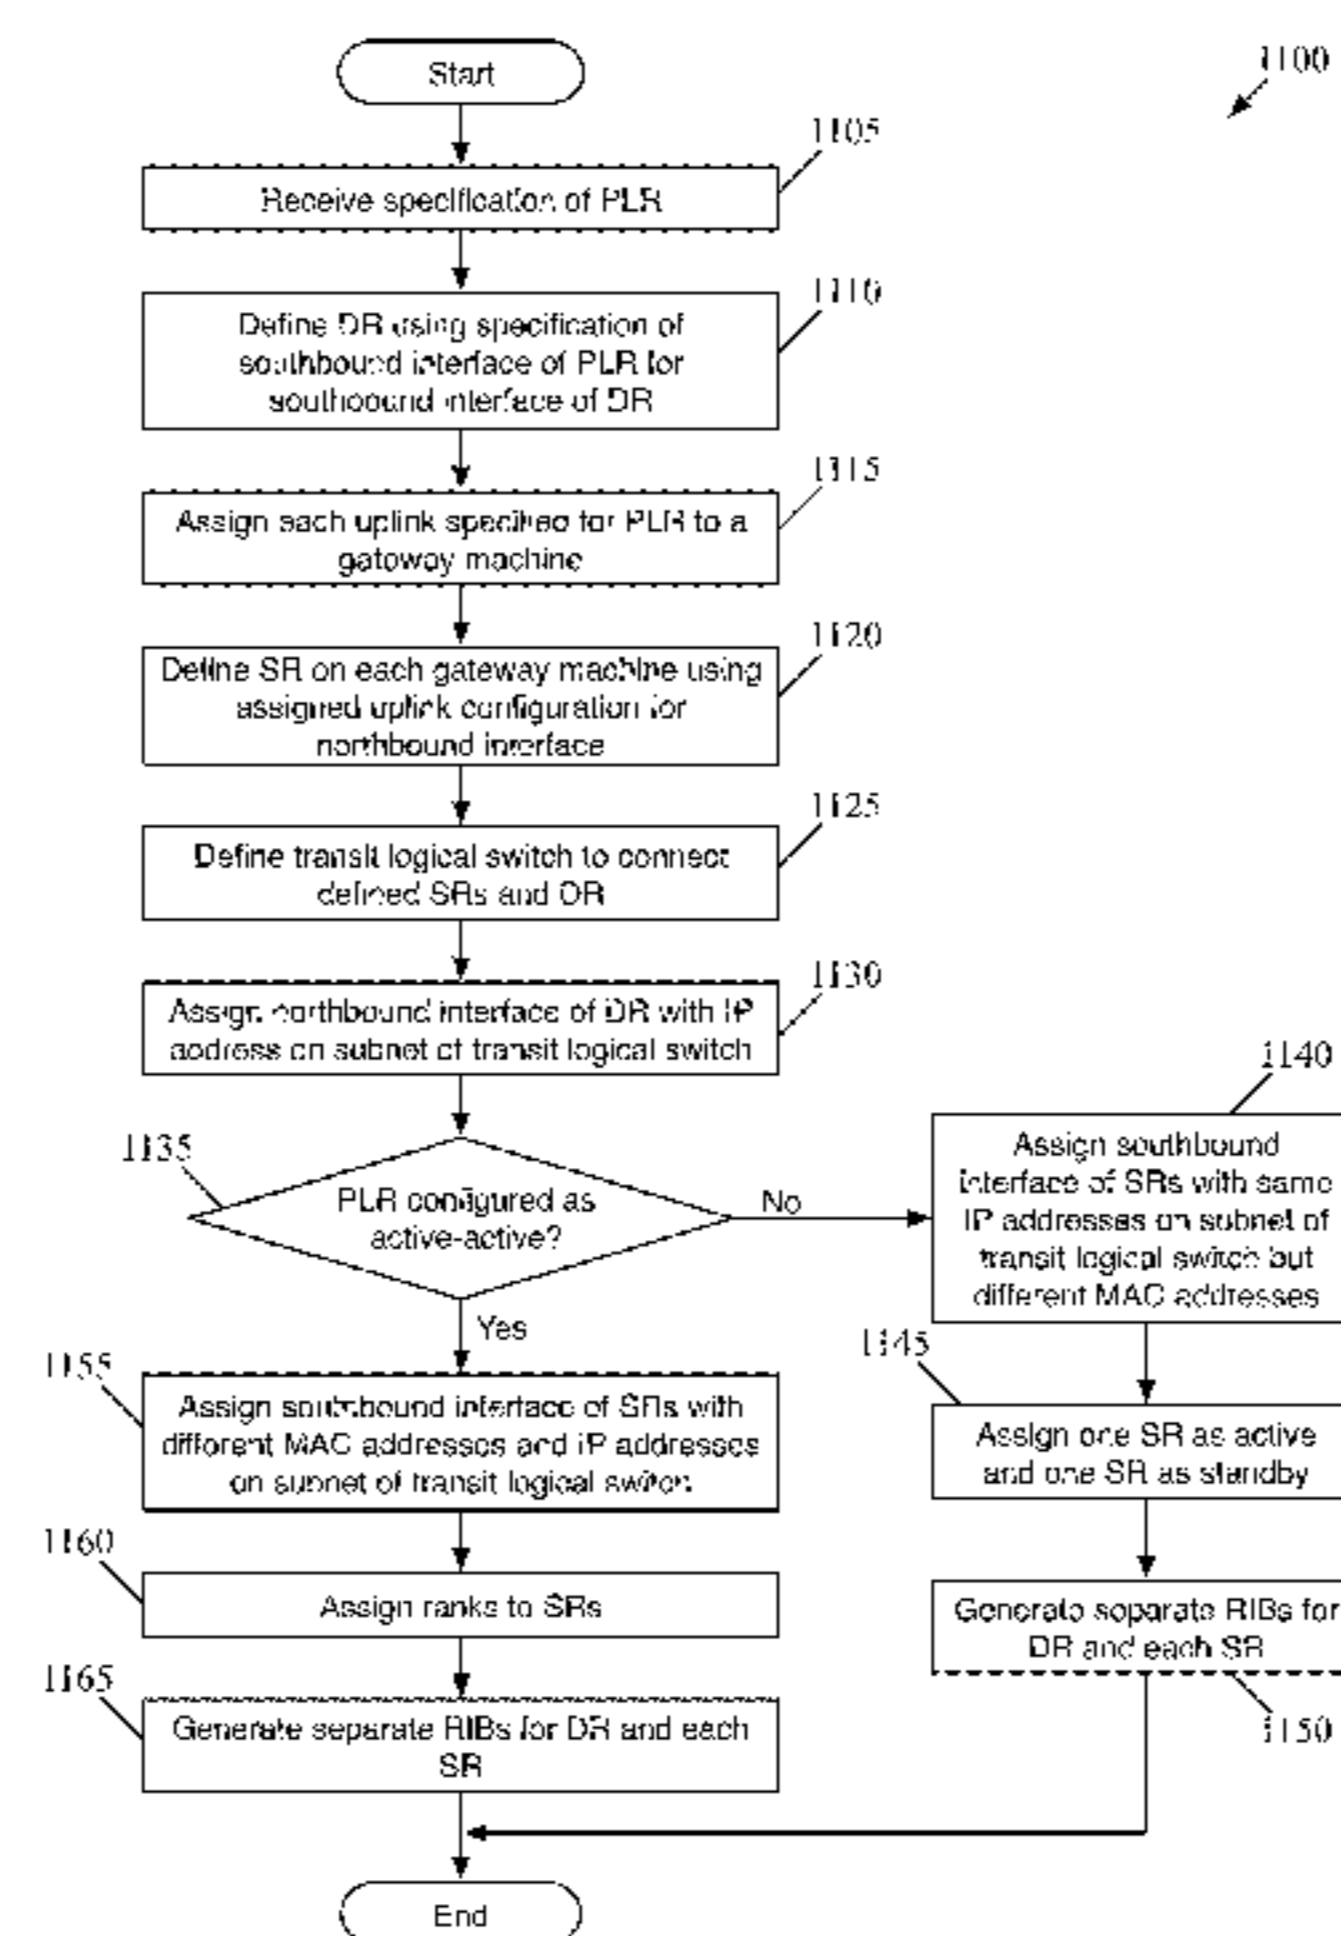 Start
1100
1105
Receive specification of PLR
1110
Define DR using specification of
southbound interface of PLR for
southbound interface of DR
1115
Assign each uplink specified for PLR to a
gateway machine
1120
Define SR on each gateway machine using
assigned uplink configuration for
northbound interface
1125
Define transit logical switch to connect
defined SRs and DR
1130
Assign northbound interface of DR with IP
address on subnet of transit logical switch
1135
PLR configured as
active-active?
No
Yes
1140
Assign southbound
interface of SRs with same
IP addresses on subnet of
transit logical switch but
different MAC addresses
1145
Assign one SR as active
and one SR as standby
Generate separate RIBs for
DR and each SR
1150
1155
Assign southbound interface of SRs with
different MAC addresses and IP addresses
on subnet of transit logical switch
1160
Assign ranks to SRs
1165
Generate separate RIBs for DR and each
SR
End